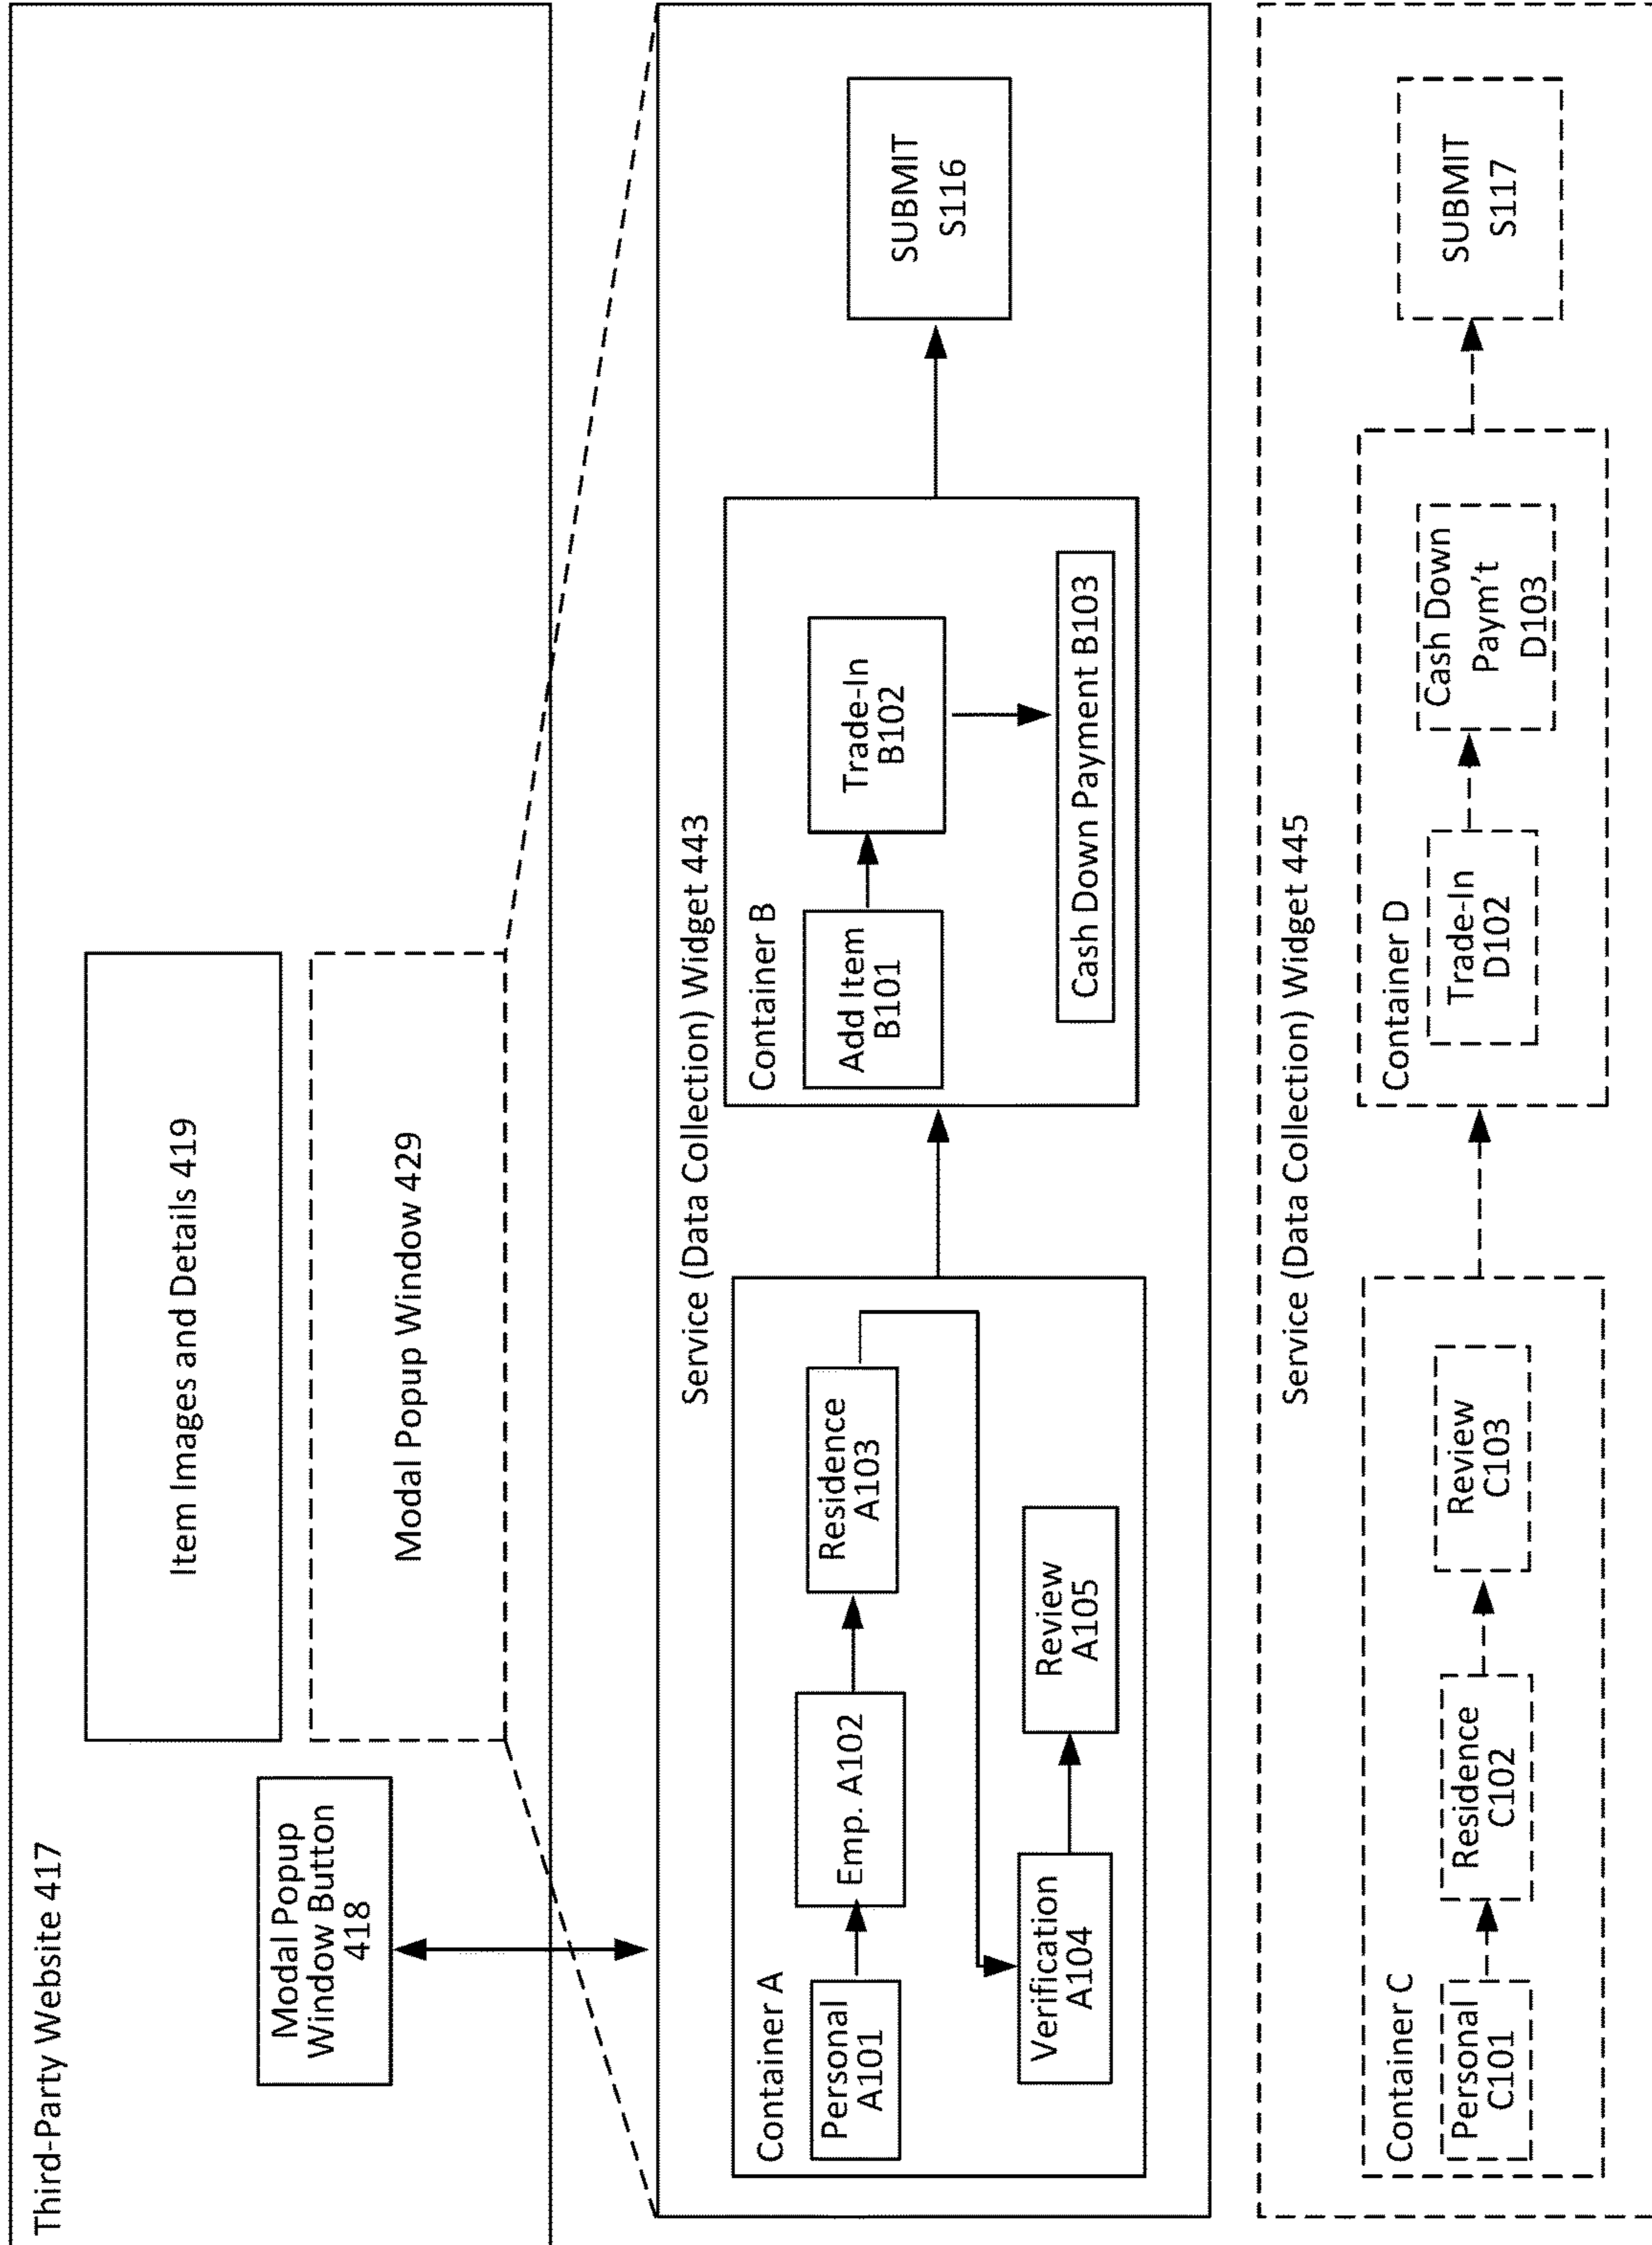 Third-Party Website 417
Modal Popup
Window Button
418
Item Images and Details 419
Modal Popup Window 429
Service (Data Collection) Widget 443
Container A
Personal
A101
Emp. A102
Residence
A103
Verification
A104
Review
A105
Container B
Add Item
B101
Trade-In
B102
Cash Down Payment B103
SUBMIT
S116
Service (Data Collection) Widget 445
Container C
Personal
C101
Residence
C102
Review
C103
Container D
Trade-In
D102
Cash Down
Paym't
D103
SUBMIT
S117